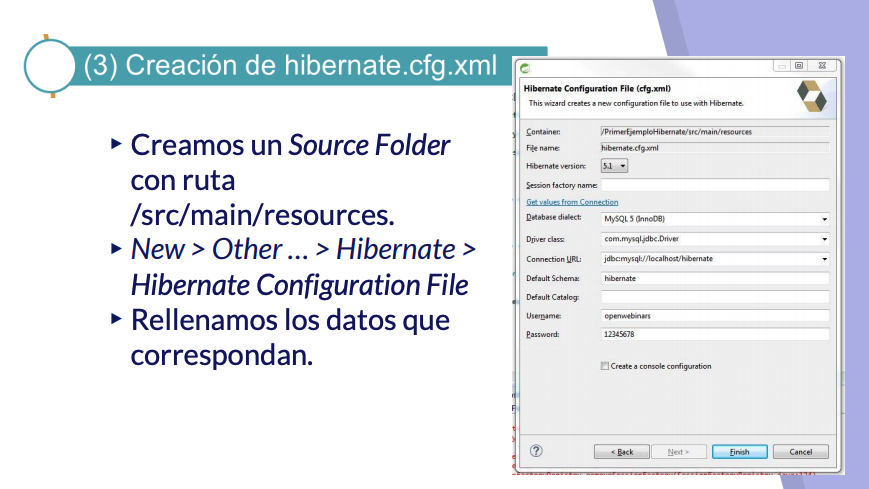 (3) Creación de hibernate.cfg.xml
▸ Creamos un Source Folder
con ruta
/src/main/resources.
▸ New > Other … > Hibernate >
Hibernate Configuration File
▸ Rellenamos los datos que
correspondan.
Hibernate Configuration File (cfg.xml)
This wizard creates a new configuration file to use with Hibernate.
Container: /PrimerEjemploHibernate/src/main/resources
File name: hibernate.cfg.xml
Hibernate version: 5.1
Session factory name:
Get values from Connection
Database dialect: MySQL 5 (InnoDB)
Driver class: com.mysql.jdbc.Driver
Connection URL: jdbc:mysql://localhost/hibernate
Default Schema: hibernate
Default Catalog:
Username: openwebinars
Password: 12345678
Create a console configuration
? < Back Next > Finish Cancel